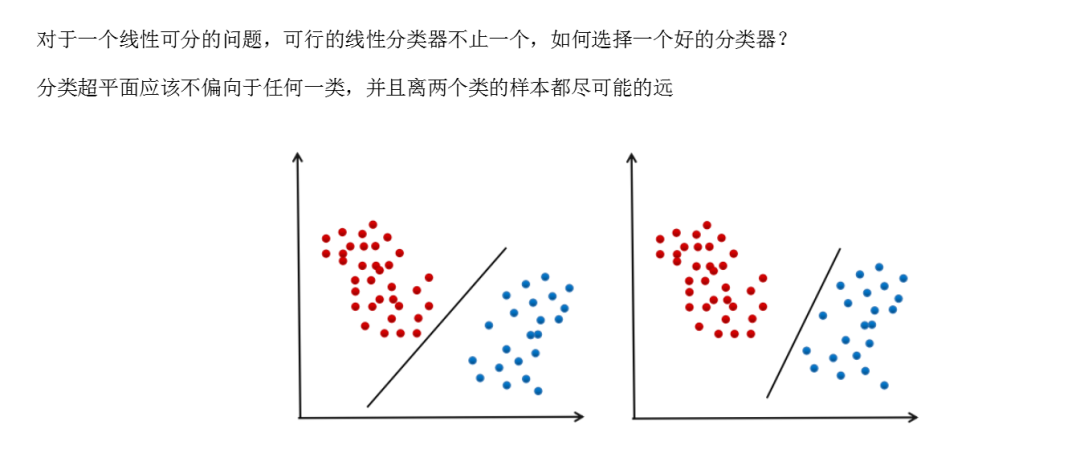 对于一个线性可分的问题，可行的线性分类器不止一个，如何选择一个好的分类器？
分类超平面应该不偏向于任何一类，并且离两个类的样本都尽可能的远